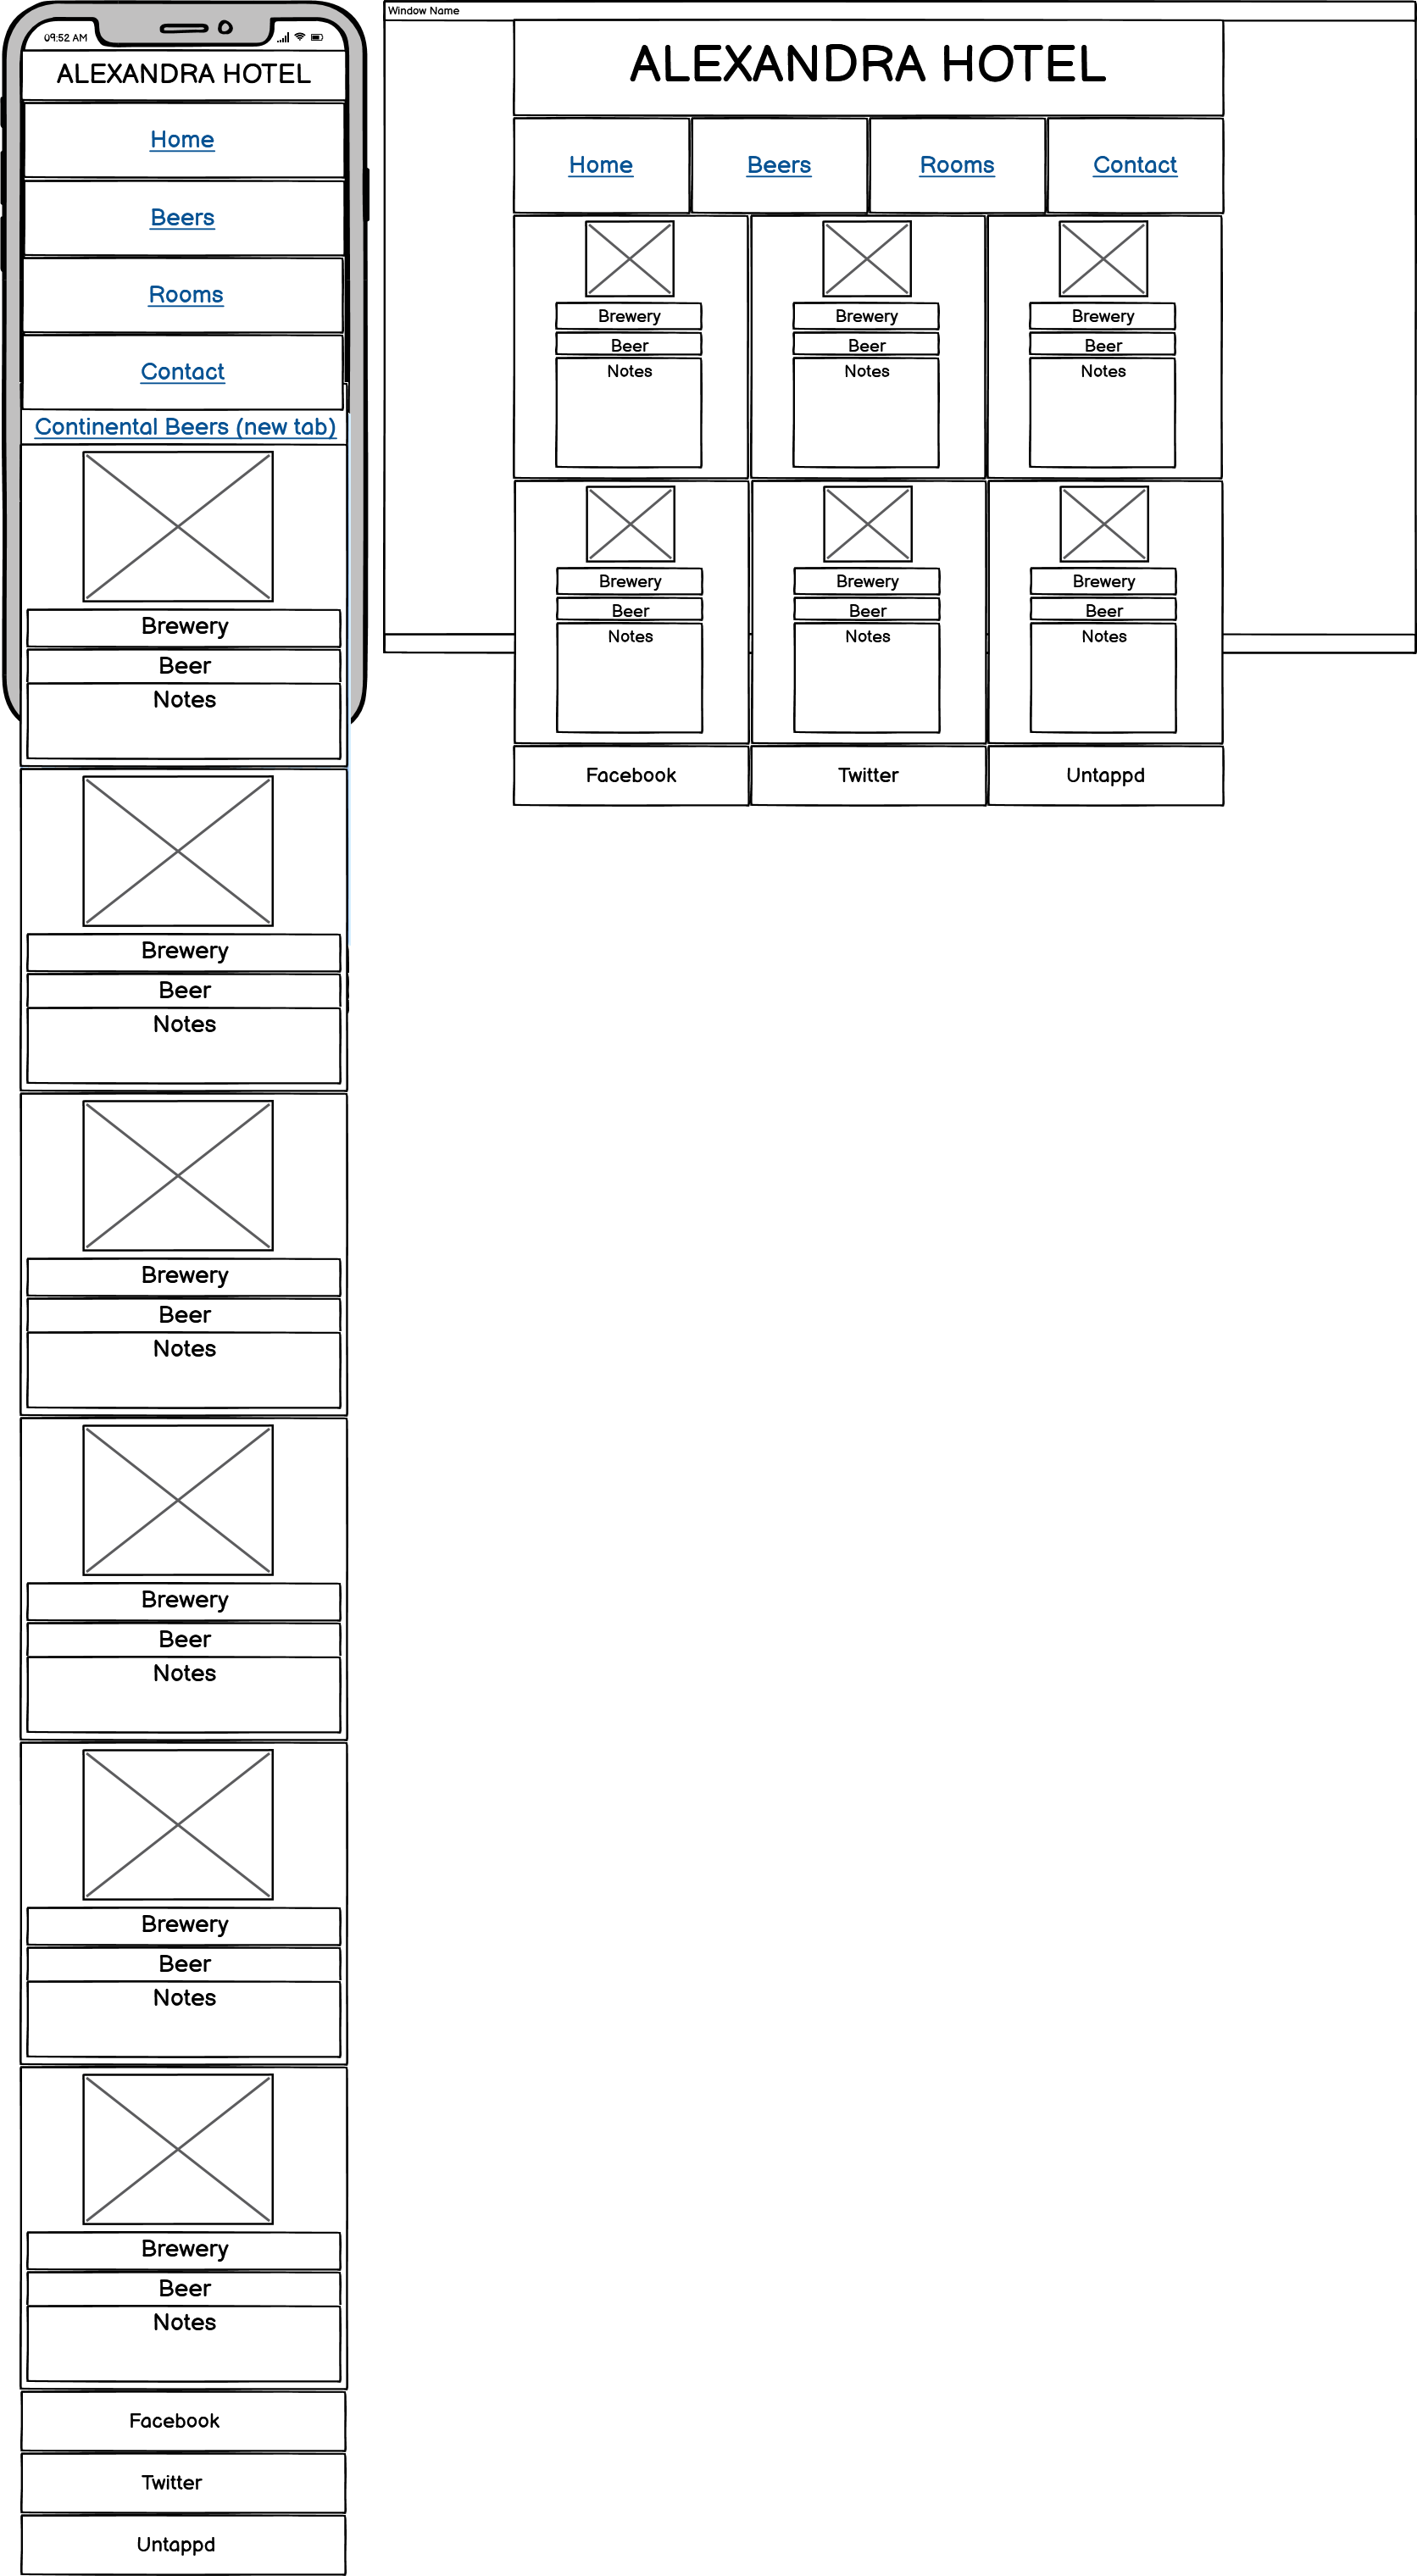 09:52 AM
ALEXANDRA HOTEL
Home
Beers
Rooms
Contact
Continental Beers (new tab)
Brewery
Beer
Notes
Brewery
Beer
Notes
Brewery
Beer
Notes
Brewery
Beer
Notes
Brewery
Beer
Notes
Brewery
Beer
Notes
Facebook
Twitter
Untappd
Window Name
ALEXANDRA HOTEL
Home Beers Rooms Contact
Brewery Brewery Brewery
Beer Beer Beer
Notes Notes Notes
Brewery Brewery Brewery
Beer Beer Beer
Notes Notes Notes
Facebook Twitter Untappd